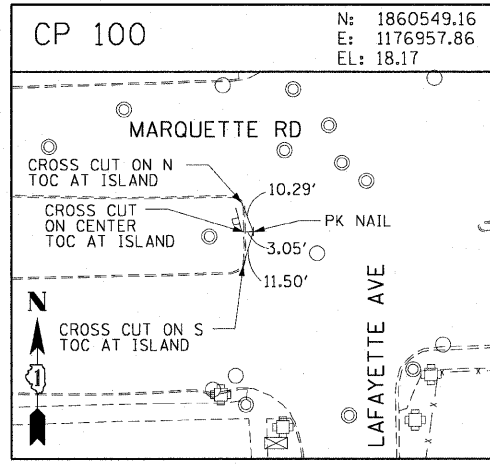 CP 100
N: 1860549.16
E: 1176957.86
EL: 18.17
MARQUETTE RD
CROSS CUT ON N
TOC AT ISLAND
10.29'
CROSS CUT
ON CENTER
TOC AT ISLAND
PK NAIL
3.05'
11.50'
N
CROSS CUT ON S
TOC AT ISLAND
1
LAFAYETTE AVE